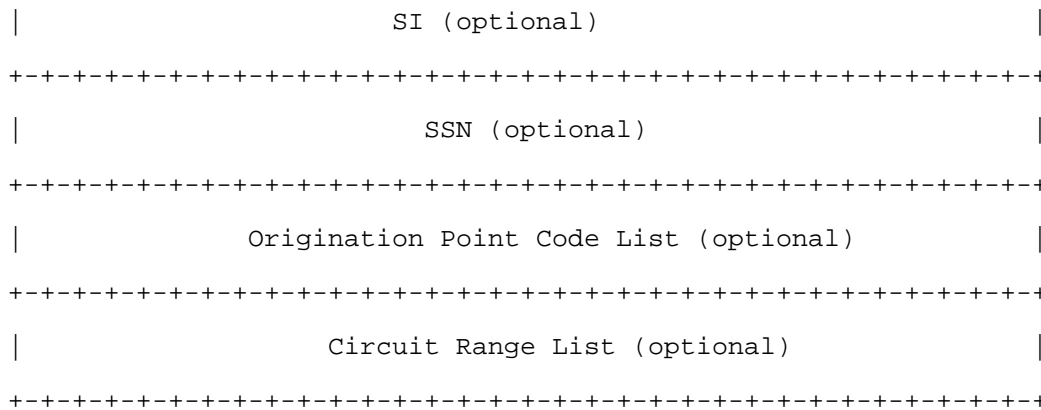 |                       SI (optional)                           |
+-+-+-+-+-+-+-+-+-+-+-+-+-+-+-+-+-+-+-+-+-+-+-+-+-+-+-+-+-+-+-+-+
|                         SSN (optional)                        |
+-+-+-+-+-+-+-+-+-+-+-+-+-+-+-+-+-+-+-+-+-+-+-+-+-+-+-+-+-+-+-+-+
|              Origination Point Code List (optional)           |
+-+-+-+-+-+-+-+-+-+-+-+-+-+-+-+-+-+-+-+-+-+-+-+-+-+-+-+-+-+-+-+-+
|                   Circuit Range List (optional)               |
+-+-+-+-+-+-+-+-+-+-+-+-+-+-+-+-+-+-+-+-+-+-+-+-+-+-+-+-+-+-+-+-+